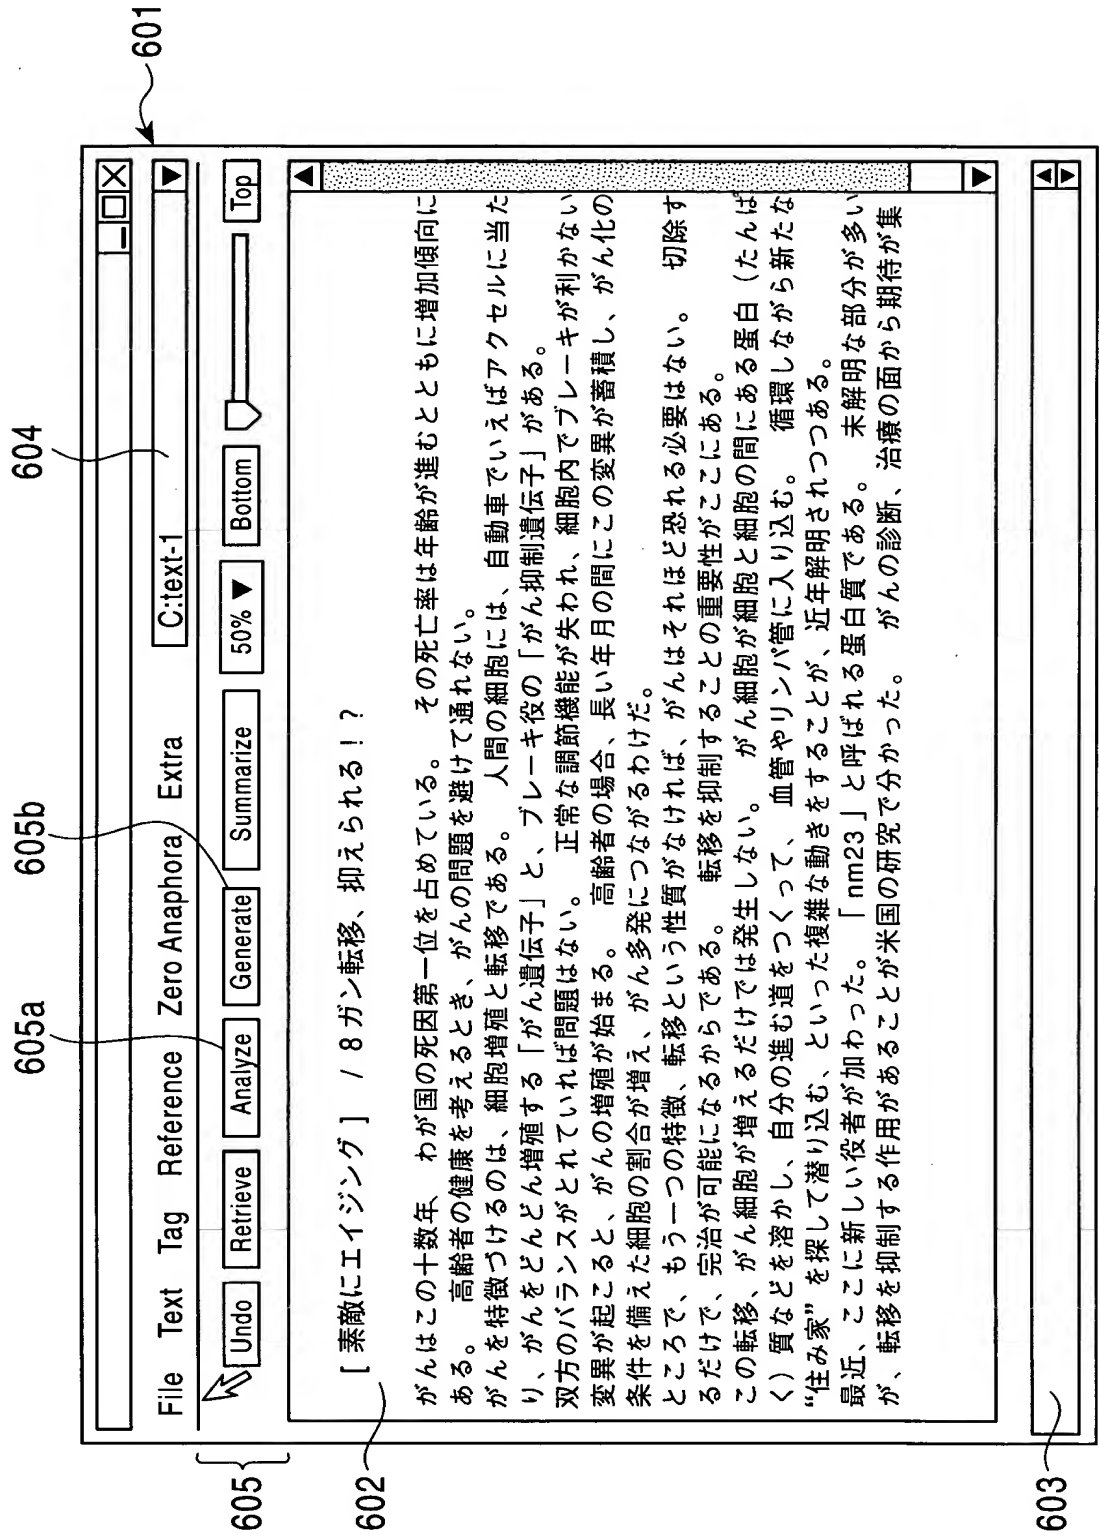 601
604
605b
605a
C:text-1
File Text Tag Reference Zero Anaphora Extra
Undo Retrieve Analyze Generate Summarize 50% ▼ Bottom Top
605
602
[ 素敵にエイジング ] / 8ガン転移、抑えられる！？
がんはこの十数年、 わが国の死因第一位を占めている。 その死亡率は年齢が進むとともに増加傾向に
ある。 高齢者の健康を考えるとき、がんの問題を避けて通れない。
がんを特徴づけるのは、細胞増殖と転移である。 人間の細胞には、自動車でいえばアクセルに当た
り、がんをどんどん増殖する「がん遺伝子」と、ブレーキ役の「がん抑制遺伝子」がある。
双方のバランスがとれていれば問題はない。 正常な調節機能が失われ、細胞内でブレーキが利かない
変異が起こると、がんの増殖が始まる。 高齢者の場合、長い年月の間にこの変異が蓄積し、がん化の
条件を備えた細胞の割合が増え、がん多発につながるわけだ。
ところで、もう一つの特徴、転移という性質がなければ、がんはそれほど恐れる必要はない。 切除す
るだけで、完治が可能になるからである。 転移を抑制することの重要性がここにある。
この転移、がん細胞が増えるだけでは発生しない。 がん細胞が細胞と細胞の間にある蛋白（たんぱ
く）質などを溶かし、自分の進む道をつくって、 血管やリンパ管に入り込む。 循環しながら新たな
“住み家”を探して潜り込む、といった複雑な動きをすることが、近年解明されつつある。
最近、ここに新しい役者が加わった。「nm23」と呼ばれる蛋白質である。 未解明な部分が多い
が、転移を抑制する作用があることが米国の研究で分かった。 がんの診断、治療の面から期待が集
603